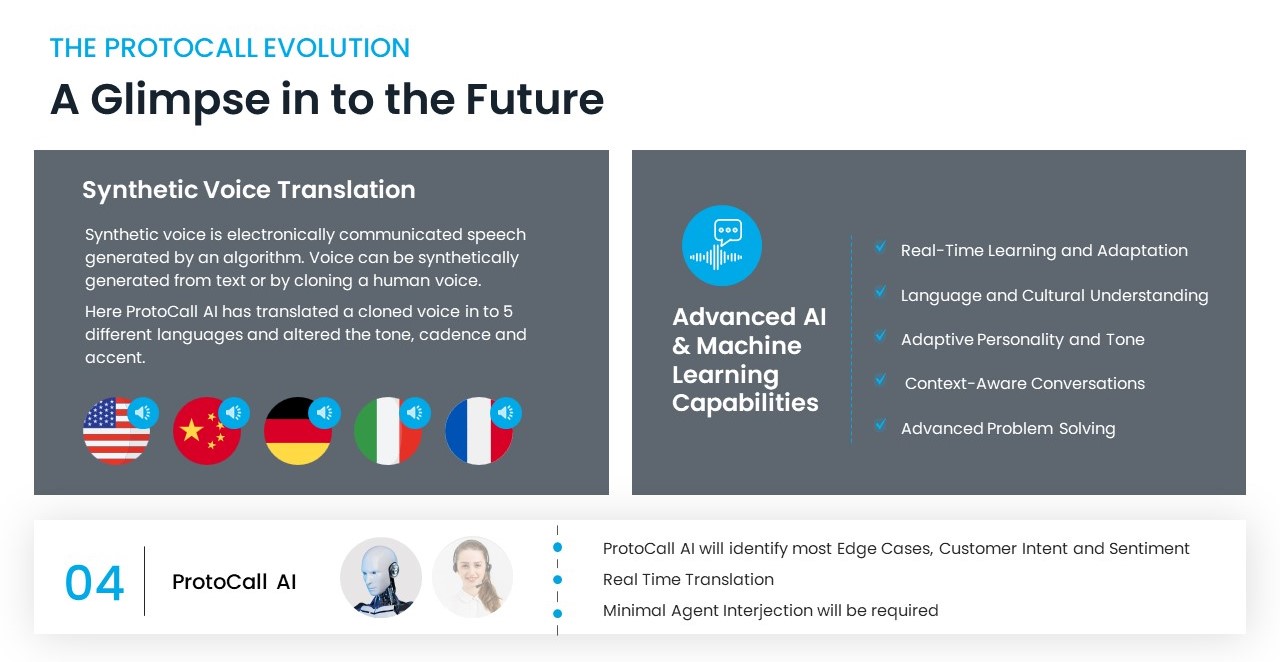 THE PROTOCALL EVOLUTION
A Glimpse in to the Future
Synthetic Voice Translation
Synthetic voice is electronically communicated speech
generated by an algorithm. Voice can be synthetically
generated from text or by cloning a human voice.
Here ProtoCall AI has translated a cloned voice in to 5
different languages and altered the tone, cadence and
accent.
Advanced AI
& Machine
Learning
Capabilities
Real-Time Learning and Adaptation
Language and Cultural Understanding
Adaptive Personality and Tone
Context-Aware Conversations
Advanced Problem Solving
04
ProtoCall AI
ProtoCall AI will identify most Edge Cases, Customer Intent and Sentiment
Real Time Translation
Minimal Agent Interjection will be required